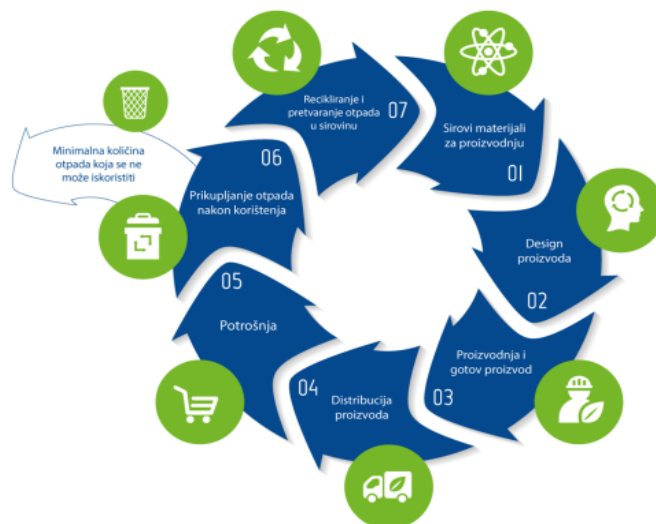 Sirovi materijali
za proizvodnju
01
Design
proizvoda
02
Proizvodnja i
gotov proizvod
03
Distribucija
proizvoda
04
Potrošnja
05
Prikupljanje otpada
nakon korištenja
06
Minimalna količina
otpada koja se ne
može iskoristiti
Recikliranje i
pretvaranje otpada
u sirovinu
07